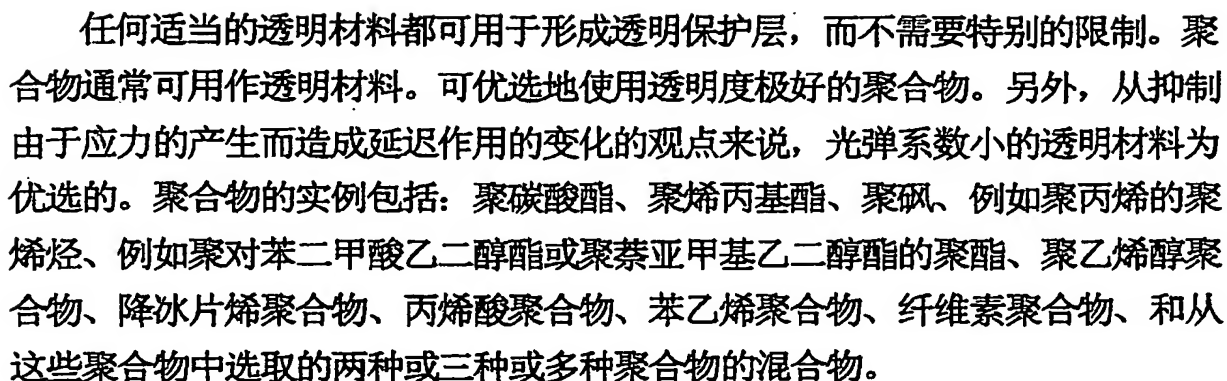 任何适当的透明材料都可用于形成透明保护层，而不需要特别的限制。聚
合物通常可用作透明材料。可优选地使用透明度极好的聚合物。另外，从抑制
由于应力的产生而造成延迟作用的变化的观点来说，光弹系数小的透明材料为
优选的。聚合物的实例包括：聚碳酸酯、聚烯丙基酯、聚砜、例如聚丙烯的聚
烯烃、例如聚对苯二甲酸乙二醇酯或聚萘亚甲基乙二醇酯的聚酯、聚乙烯醇聚
合物、降冰片烯聚合物、丙烯酸聚合物、苯乙烯聚合物、纤维素聚合物、和从
这些聚合物中选取的两种或三种或多种聚合物的混合物。